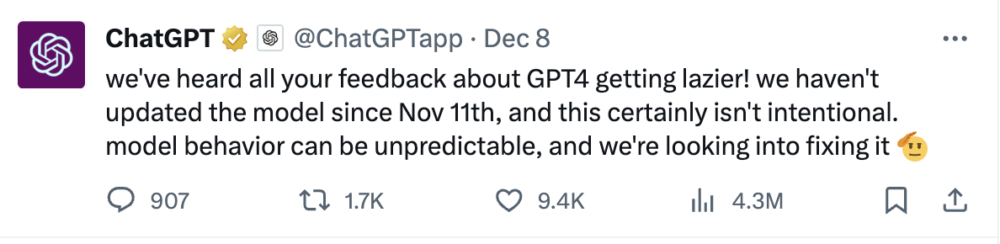 ChatGPT @ChatGPTapp · Dec 8
we've heard all your feedback about GPT4 getting lazier! we haven't
updated the model since Nov 11th, and this certainly isn't intentional.
model behavior can be unpredictable, and we're looking into fixing it 🫡
907 1.7K 9.4K 4.3M